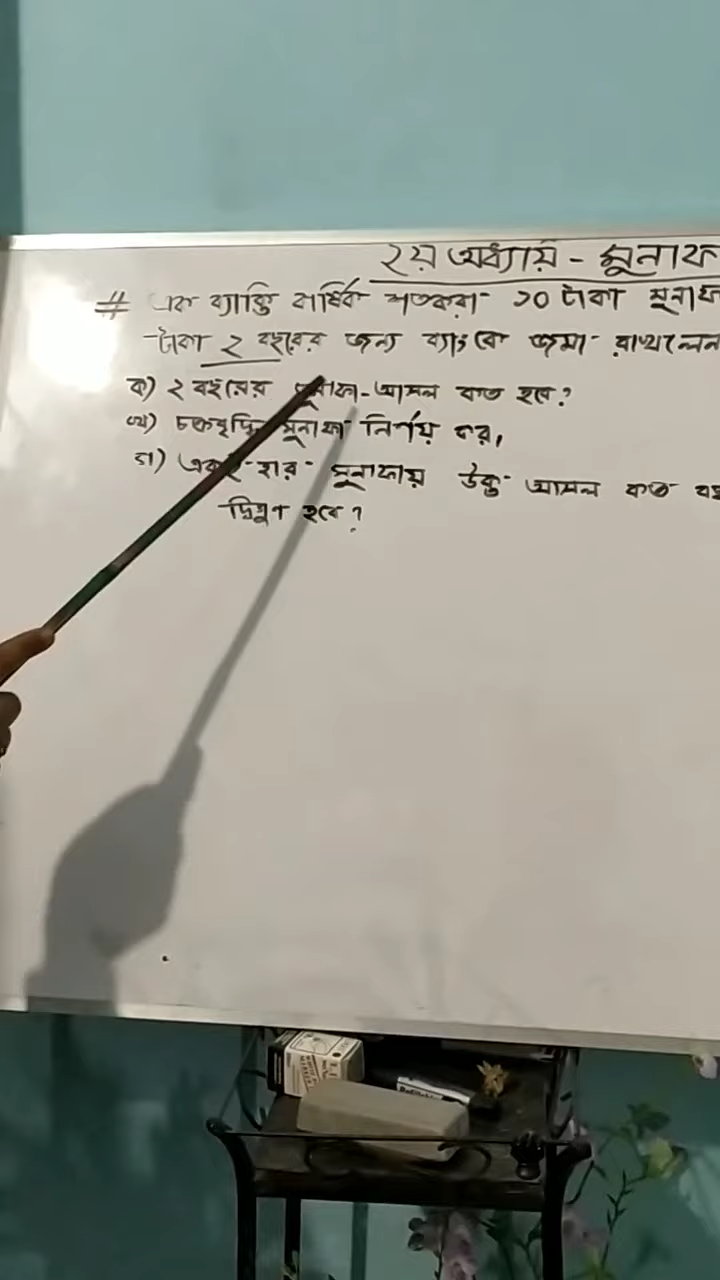 ২য় অধ্যায় - মুনাফ
# এক ব্যাক্তি বার্ষিক শতকরা ১০ টাকা মুনাফ
টাকা ২ বছরের জন্য ব্যাংকে জমা রাখলেন
ক) ২ বছরের মুনাফা-আসল কত হবে?
খ) চক্রবৃদ্ধি মুনাফা নির্ণয় কর,
গ) একই হার মুনাফায় উক্ত আসল কত বছ
দ্বিগুণ হবে?